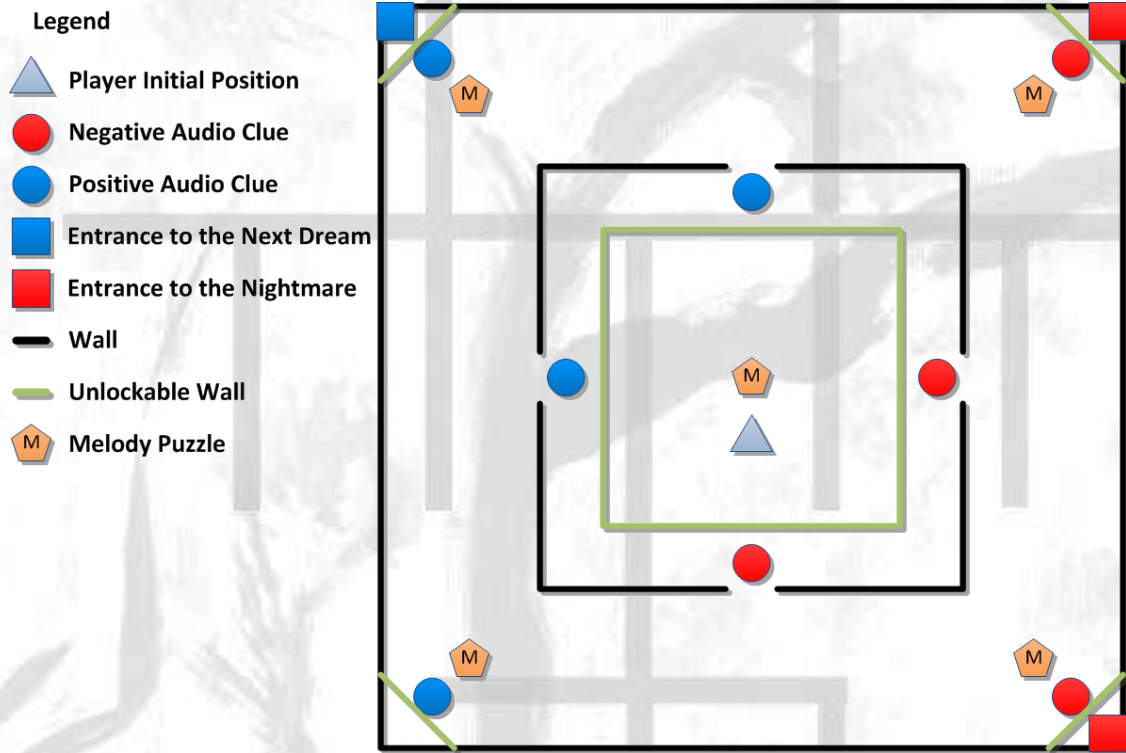 Legend
Player Initial Position
Negative Audio Clue
Positive Audio Clue
Entrance to the Next Dream
Entrance to the Nightmare
Wall
Unlockable Wall
M Melody Puzzle
M
M
M
M
M